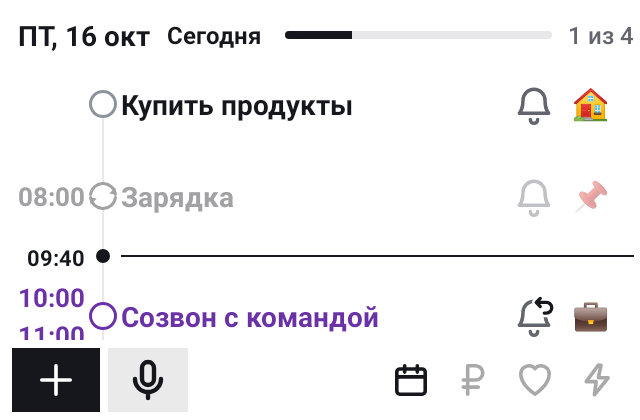 ПТ, 16 окт Сегодня 1 из 4
Купить продукты
08:00 Зарядка
09:40
10:00
Созвон с командой
11:00